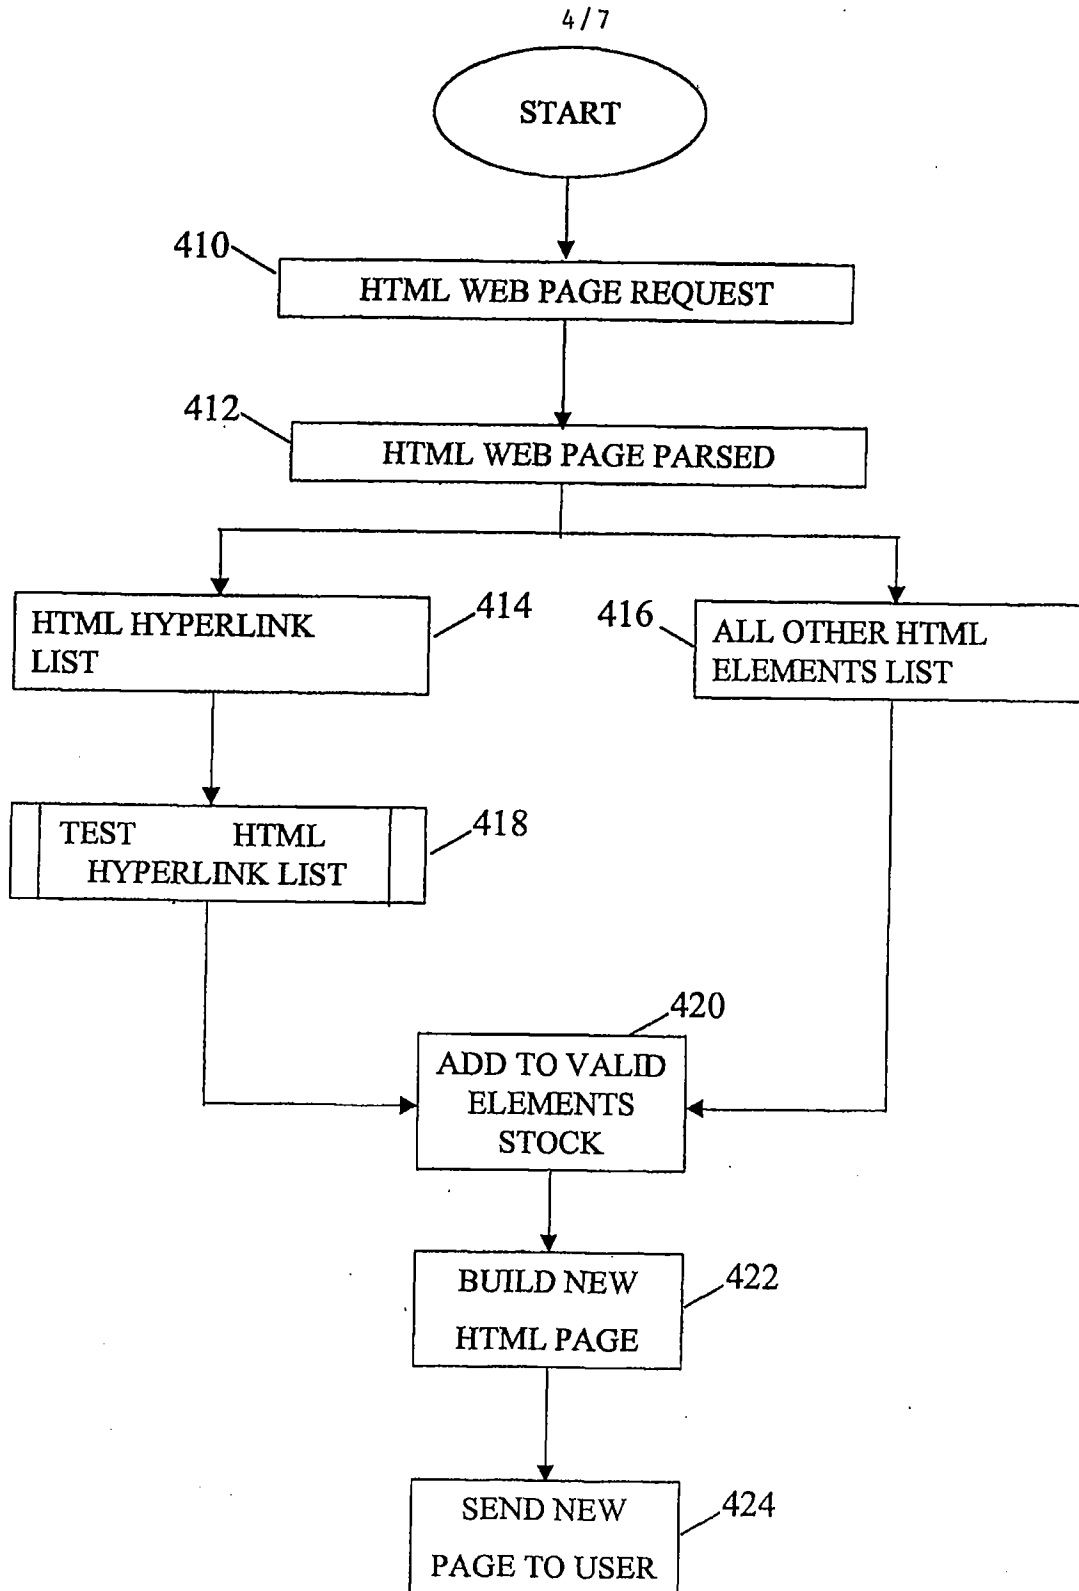 4/7
START
410
HTML WEB PAGE REQUEST
412
HTML WEB PAGE PARSED
HTML HYPERLINK
LIST
414
416
ALL OTHER HTML
ELEMENTS LIST
TEST HTML
HYPERLINK LIST
418
420
ADD TO VALID
ELEMENTS
STOCK
BUILD NEW
HTML PAGE
422
SEND NEW
PAGE TO USER
424